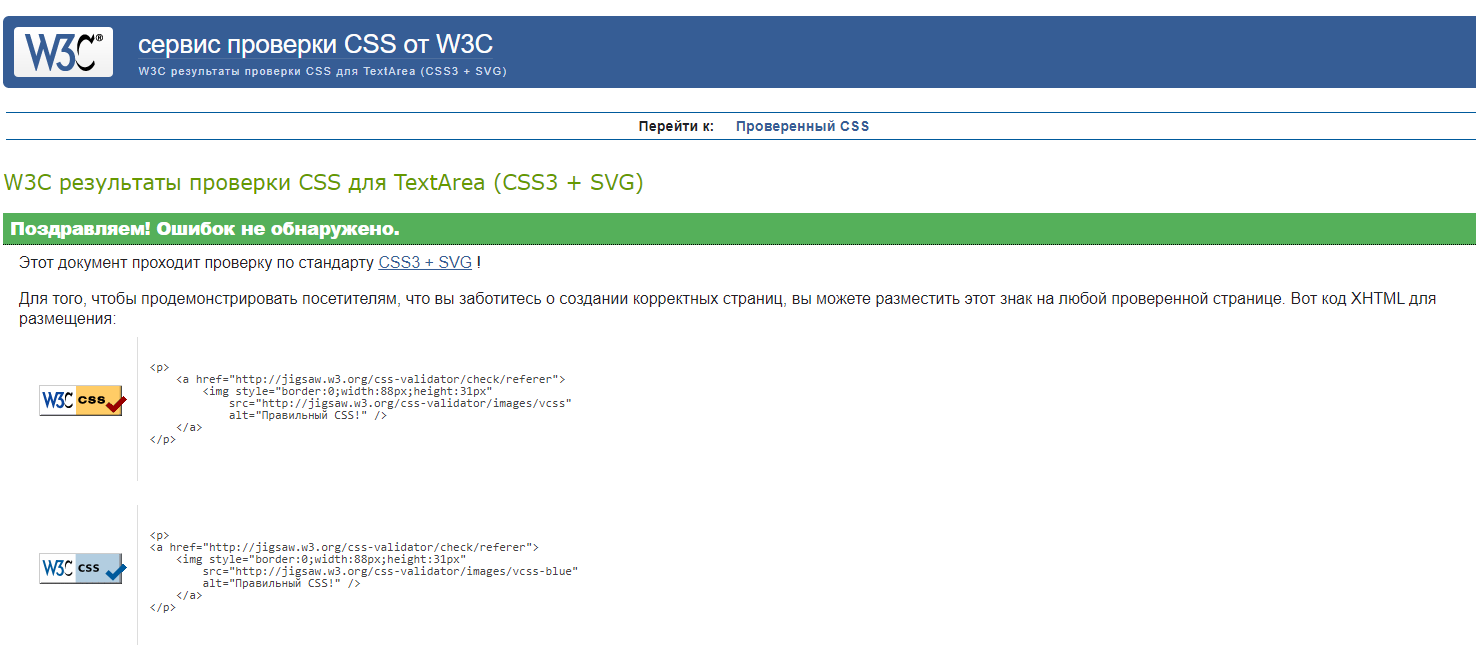 W3C®
сервис проверки CSS от W3C
W3C результаты проверки CSS для TextArea (CSS3 + SVG)
Перейти к: Проверенный CSS
W3C результаты проверки CSS для TextArea (CSS3 + SVG)
Поздравляем! Ошибок не обнаружено.
Этот документ проходит проверку по стандарту CSS3 + SVG !
Для того, чтобы продемонстрировать посетителям, что вы заботитесь о создании корректных страниц, вы можете разместить этот знак на любой проверенной странице. Вот код XHTML для
размещения:
W3C css
<p>
<a href="http://jigsaw.w3.org/css-validator/check/referer">
<img style="border:0;width:88px;height:31px"
src="http://jigsaw.w3.org/css-validator/images/vcss"
alt="Правильный CSS!" />
</a>
</p>
W3C css
<p>
<a href="http://jigsaw.w3.org/css-validator/check/referer">
<img style="border:0;width:88px;height:31px"
src="http://jigsaw.w3.org/css-validator/images/vcss-blue"
alt="Правильный CSS!" />
</a>
</p>